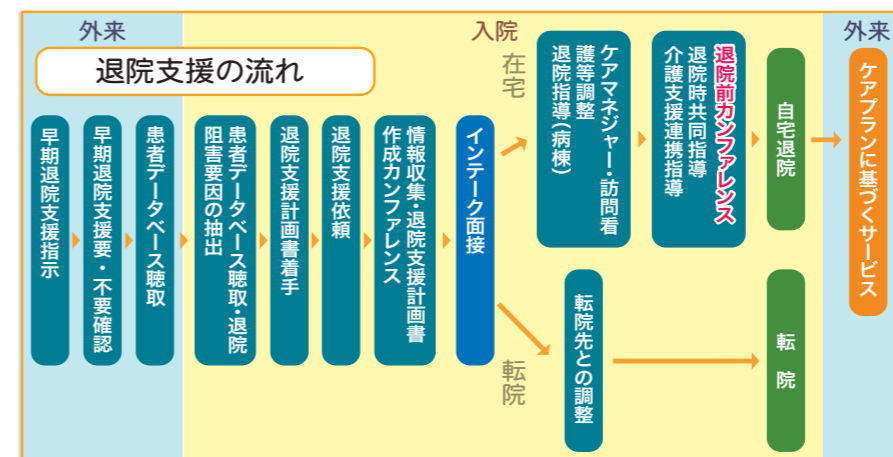 外来
入院
外来
退院支援の流れ
早期退院支援指示
早期退院支援要・不要確認
患者データベース聴取
患者データベース聴取・退院
阻害要因の抽出
退院支援計画書着手
退院支援依頼
情報収集・退院支援計画書
作成カンファレンス
インテーク面接
在宅
ケアマネジャー・訪問看
護等調整
退院指導(病棟)
退院前カンファレンス
退院時共同指導
介護支援連携指導
自宅退院
ケアプランに基づくサービス
転院
転院先との調整
転院